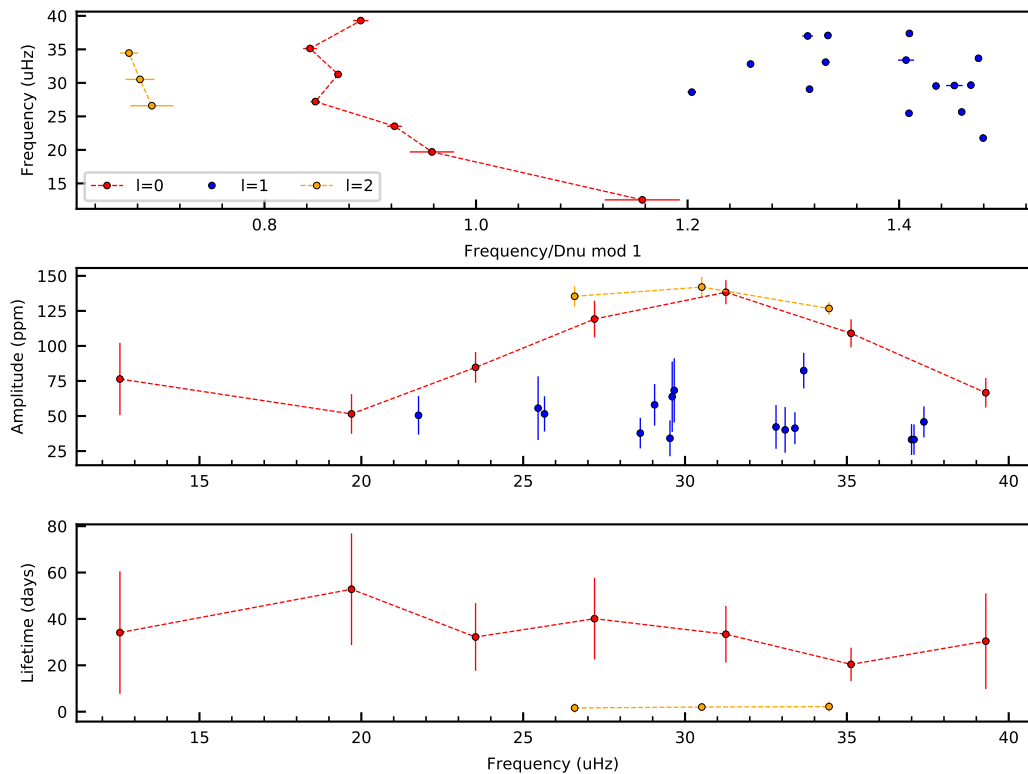 40
35
30
25
20
15
Frequency (uHz)
l=0 l=1 l=2
0.8 1.0 1.2 1.4
Frequency/Dnu mod 1
150
125
100
75
50
25
Amplitude (ppm)
15 20 25 30 35 40
80
60
40
20
0
Lifetime (days)
15 20 25 30 35 40
Frequency (uHz)